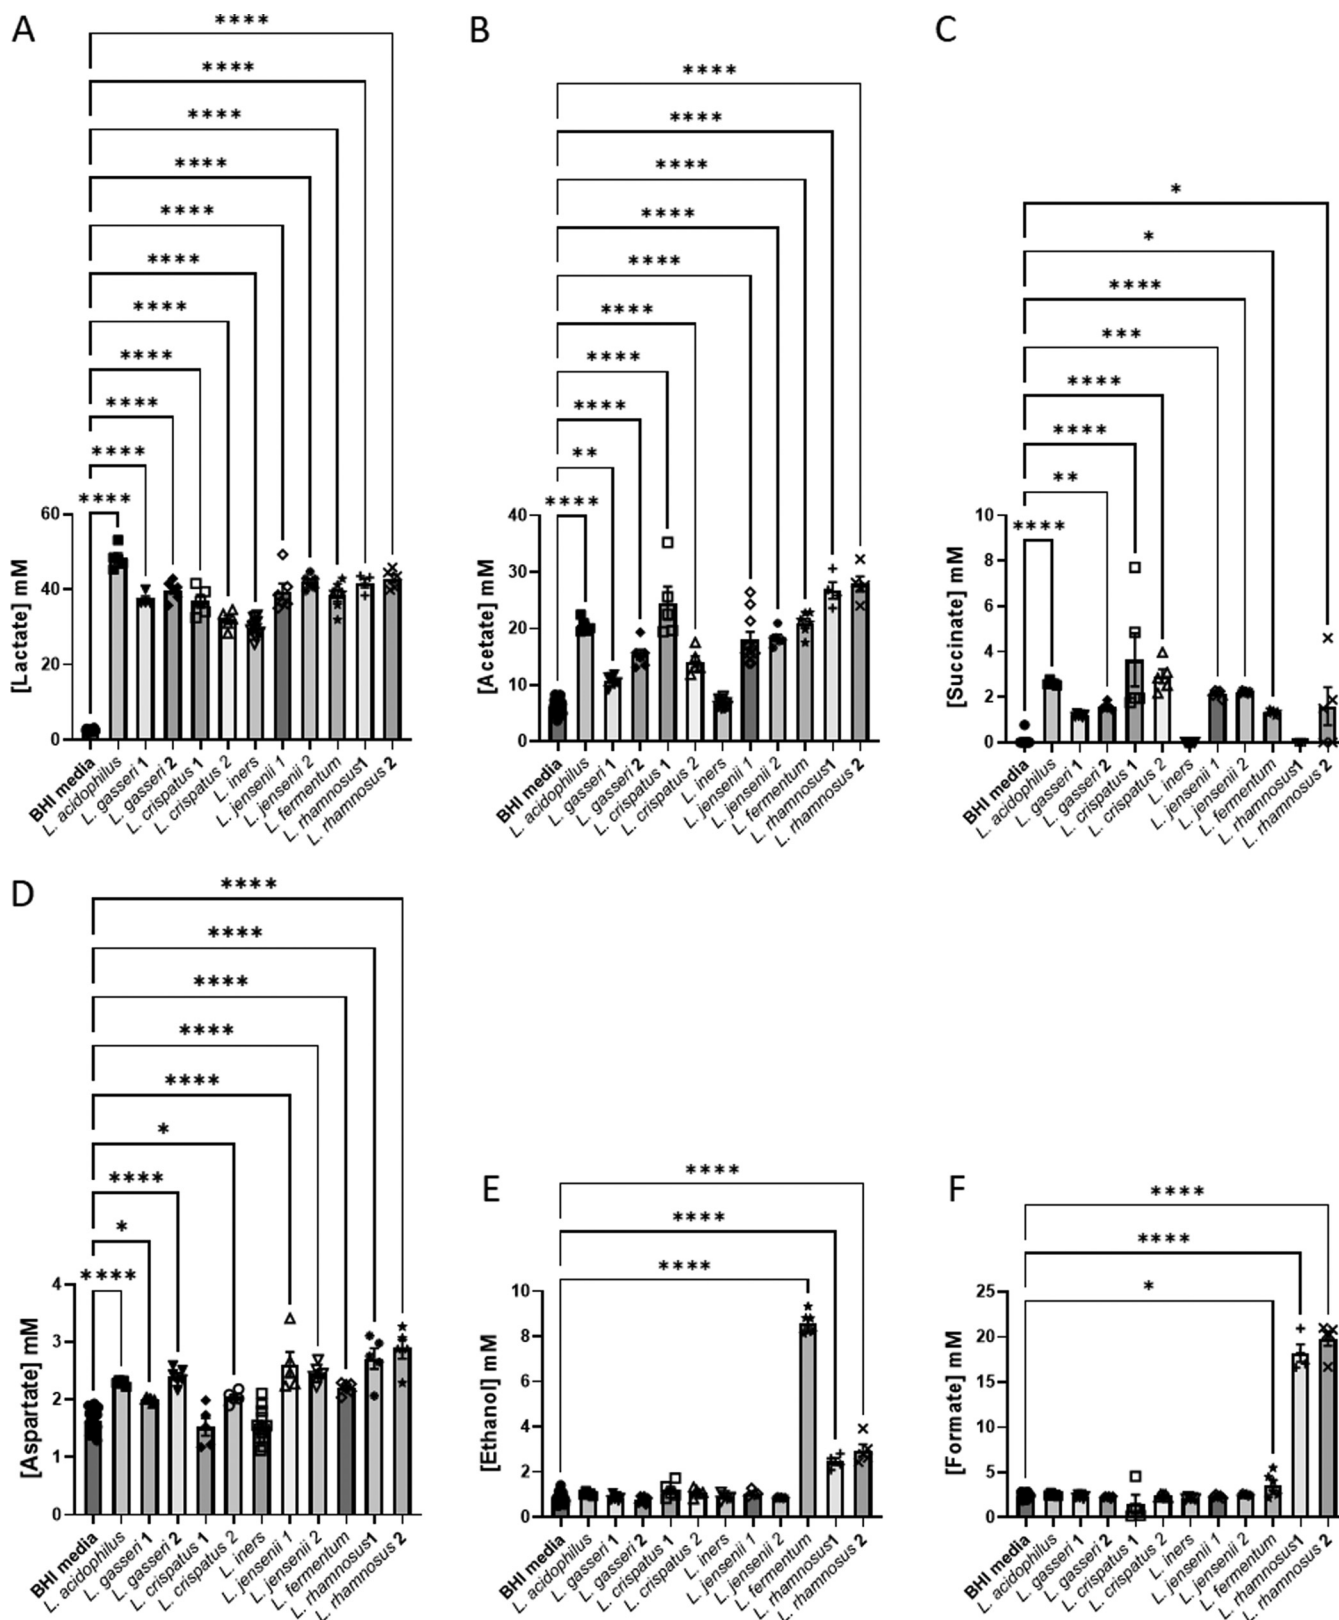 A
****
****
****
****
****
****
****
****
****
****
****
[Lactate] mM
60
40
20
0
BHI media
L. acidophilus
L. gasseri 1
L. gasseri 2
L. crispatus 1
L. crispatus 2
L. iners
L. jensenii 1
L. jensenii 2
L. fermentum
L. rhamnosus1
L. rhamnosus 2
B
****
****
****
****
****
****
****
****
**
****
[Acetate] mM
40
30
20
10
0
BHI media
L. acidophilus
L. gasseri 1
L. gasseri 2
L. crispatus 1
L. crispatus 2
L. iners
L. jensenii 1
L. jensenii 2
L. fermentum
L. rhamnosus1
L. rhamnosus 2
C
*
*
****
***
****
****
**
****
[Succinate] mM
10
8
6
4
2
0
BHI media
L. acidophilus
L. gasseri 1
L. gasseri 2
L. crispatus 1
L. crispatus 2
L. iners
L. jensenii 1
L. jensenii 2
L. fermentum
L. rhamnosus1
L. rhamnosus 2
D
****
****
****
****
****
*
****
*
****
[Aspartate] mM
4
3
2
1
0
BHI media
L. acidophilus
L. gasseri 1
L. gasseri 2
L. crispatus 1
L. crispatus 2
L. iners
L. jensenii 1
L. jensenii 2
L. fermentum
L. rhamnosus1
L. rhamnosus 2
E
****
****
****
[Ethanol] mM
10
8
6
4
2
0
BHI media
L. acidophilus
L. gasseri 1
L. gasseri 2
L. crispatus 1
L. crispatus 2
L. iners
L. jensenii 1
L. jensenii 2
L. fermentum
L. rhamnosus1
L. rhamnosus 2
F
****
****
*
[Formate] mM
25
20
15
10
5
0
BHI media
L. acidophilus
L. gasseri 1
L. gasseri 2
L. crispatus 1
L. crispatus 2
L. iners
L. jensenii 1
L. jensenii 2
L. fermentum
L. rhamnosus1
L. rhamnosus 2